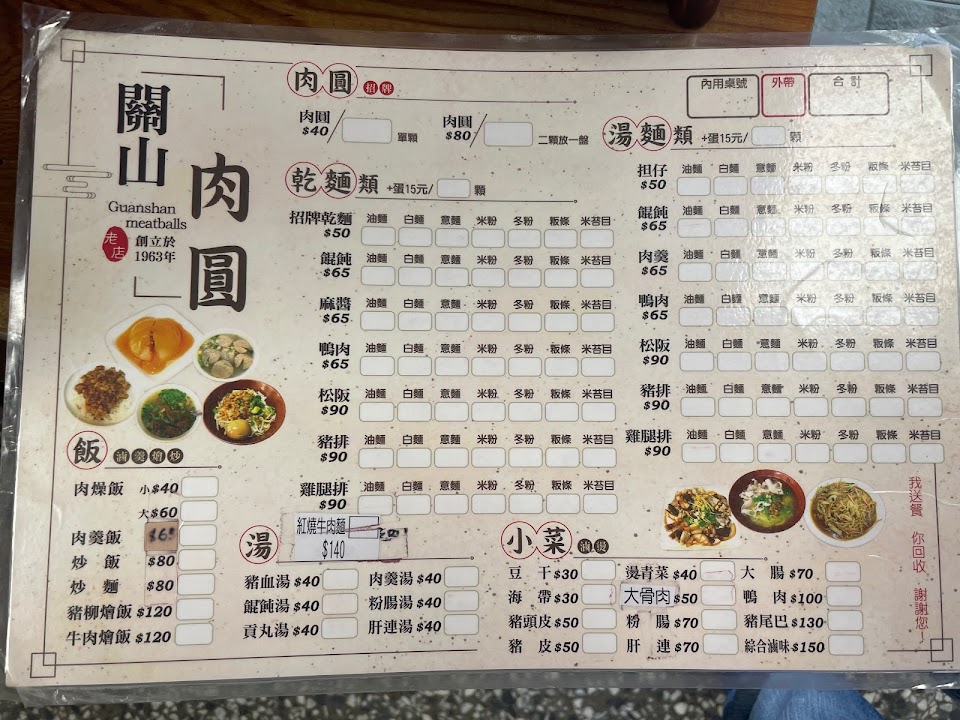 關山
肉圓
Guanshan
meatballs
老店
創立於
1963年
肉圓 招牌
肉圓 $40/ 單顆
肉圓 $80/ 二顆放一盤
內用桌號 外帶 合計
乾麵類 +蛋15元/ 顆
招牌乾麵 $50 油麵 白麵 意麵 米粉 冬粉 粄條 米苔目
餛飩 $65 油麵 白麵 意麵 米粉 冬粉 粄條 米苔目
麻醬 $65 油麵 白麵 意麵 米粉 冬粉 粄條 米苔目
鴨肉 $65 油麵 白麵 意麵 米粉 冬粉 粄條 米苔目
松阪 $90 油麵 白麵 意麵 米粉 冬粉 粄條 米苔目
豬排 $90 油麵 白麵 意麵 米粉 冬粉 粄條 米苔目
雞腿排 $90 油麵 白麵 意麵 米粉 冬粉 粄條 米苔目
湯麵類 +蛋15元/ 顆
担仔 $50 油麵 白麵 意麵 米粉 冬粉 粄條 米苔目
餛飩 $65 油麵 白麵 意麵 米粉 冬粉 粄條 米苔目
肉羹 $65 油麵 白麵 意麵 米粉 冬粉 粄條 米苔目
鴨肉 $65 油麵 白麵 意麵 米粉 冬粉 粄條 米苔目
松阪 $90 油麵 白麵 意麵 米粉 冬粉 粄條 米苔目
豬排 $90 油麵 白麵 意麵 米粉 冬粉 粄條 米苔目
雞腿排 $90 油麵 白麵 意麵 米粉 冬粉 粄條 米苔目
飯 滷羹燴炒
肉燥飯 小$40
大$60
肉羹飯 $65
炒飯 $80
炒麵 $80
豬柳燴飯 $120
牛肉燴飯 $120
湯
紅燒牛肉麵
$140
豬血湯 $40 肉羹湯 $40
餛飩湯 $40 粉腸湯 $40
貢丸湯 $40 肝連湯 $40
小菜 滷燙
豆干 $30 燙青菜 $40 大腸 $70
海帶 $30 大骨肉 $50 鴨肉 $100
豬頭皮 $50 粉腸 $70 豬尾巴 $130
豬皮 $50 肝連 $70 綜合滷味 $150
我送餐 你回收 謝謝您~